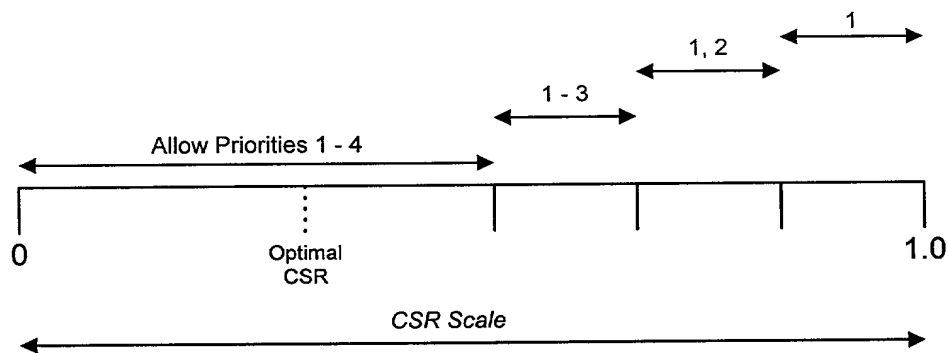 1
1, 2
1 - 3
Allow Priorities 1 - 4
0
Optimal
CSR
1.0
CSR Scale